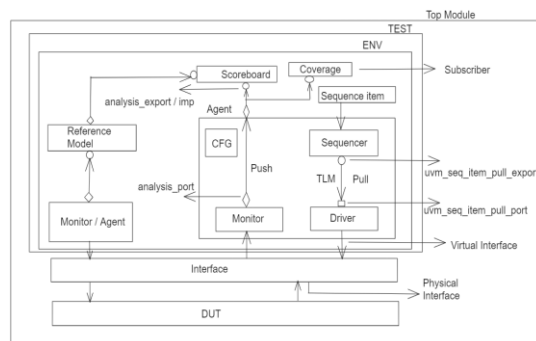 Top Module
TEST
ENV
Scoreboard
Coverage
Subscriber
analysis_export / imp
Sequence item
Agent
Reference
Model
CFG
Sequencer
Push
TLM
Pull
uvm_seq_item_pull_export
analysis_port
uvm_seq_item_pull_port
Monitor / Agent
Monitor
Driver
Virtual Interface
Interface
Physical
Interface
DUT